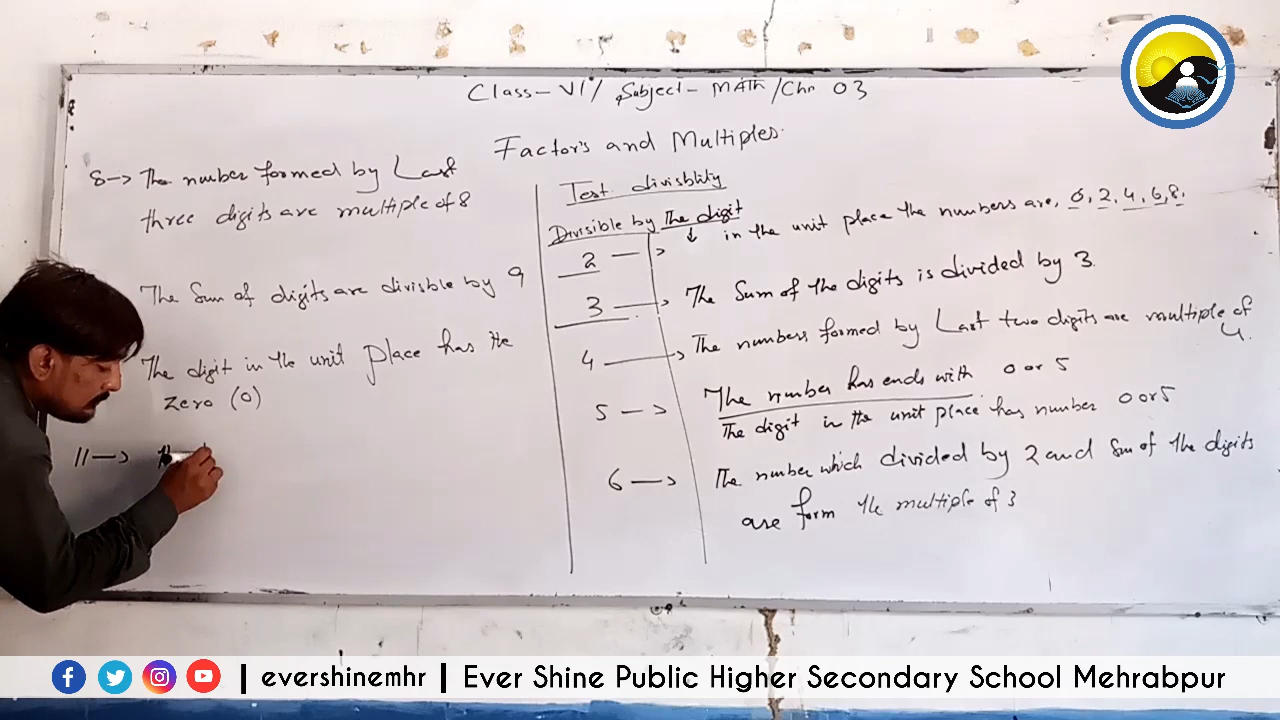 Class-VI/ Subject- MATH /Chr 03
Factors and Multiples.
8-> The number formed by Last
three digits are multiple of 8
The Sum of digits are divisble by 9
The digit in the unit place has the
zero (0)
11->
Test divisblity
Divisible by The digit
2 -> in the unit place the numbers are, 0, 2, 4, 6, 8.
3 -> The Sum of the digits is divided by 3.
4 -> The numbers formed by Last two digits are multiple of
4.
5 -> The number has ends with 0 or 5
The digit in the unit place has number 0 or 5
6 -> The number which divided by 2 and Sum of the digits
are form the multiple of 3
| evershinemhr | Ever Shine Public Higher Secondary School Mehrabpur